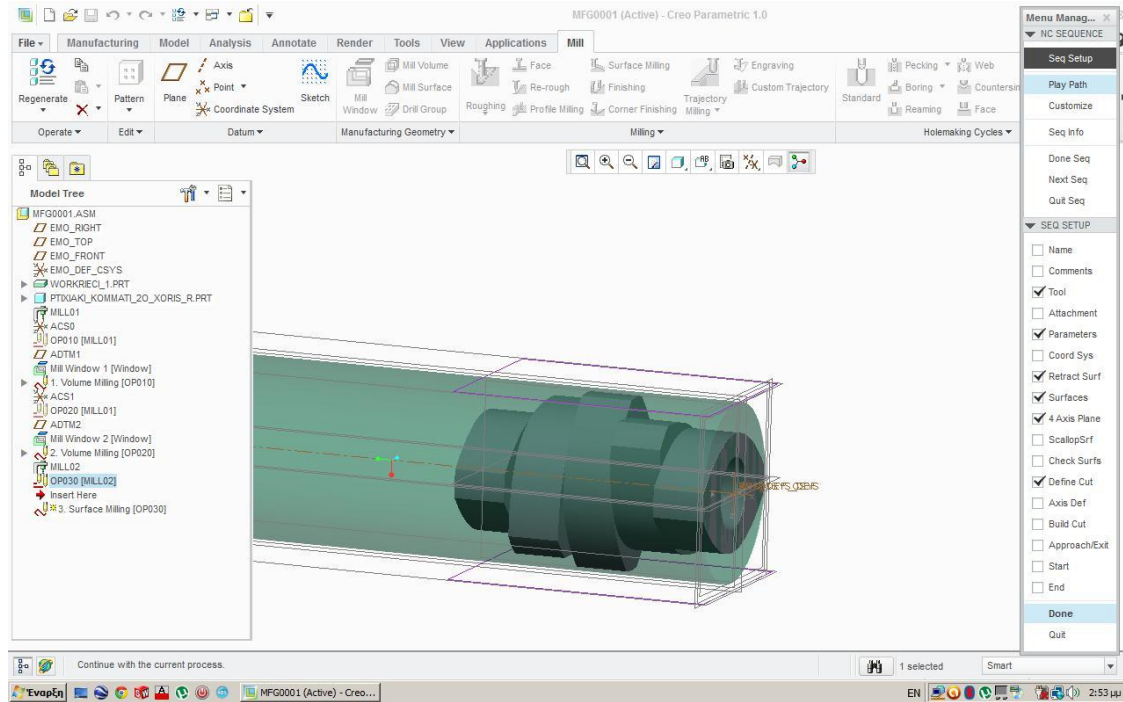 MFG0001 (Active) - Creo Parametric 1.0
File Manufacturing Model Analysis Annotate Render Tools View Applications Mill
Regenerate
Pattern
Plane
Axis
Point
Coordinate System
Sketch
Mill Window
Mill Volume
Mill Surface
Drill Group
Roughing
Face
Re-rough
Profile Milling
Surface Milling
Finishing
Corner Finishing
Trajectory Milling
Engraving
Custom Trajectory
Standard
Pecking
Boring
Reaming
Web
Countersin
Face
Operate Edit Datum Manufacturing Geometry Milling Holemaking Cycles
Model Tree
MFG0001.ASM
EMO_RIGHT
EMO_TOP
EMO_FRONT
EMO_DEF_CSYS
WORKRIECI_1.PRT
PTIXIAKI_KOMMATI_2O_XORIS_R.PRT
MILL01
ACS0
OP010 [MILL01]
ADTM1
Mill Window 1 [Window]
1. Volume Milling [OP010]
ACS1
OP020 [MILL01]
ADTM2
Mill Window 2 [Window]
2. Volume Milling [OP020]
MILL02
OP030 [MILL02]
Insert Here
3. Surface Milling [OP030]
Menu Manag...
NC SEQUENCE
Seq Setup
Play Path
Customize
Seq Info
Done Seq
Next Seq
Quit Seq
SEQ SETUP
Name
Comments
Tool
Attachment
Parameters
Coord Sys
Retract Surf
Surfaces
4 Axis Plane
ScallopSrf
Check Surfs
Define Cut
Axis Def
Build Cut
Approach/Exit
Start
End
Done
Quit
Continue with the current process.
1 selected
Smart
Έναρξη
MFG0001 (Active) - Creo...
EN
2:53 μμ